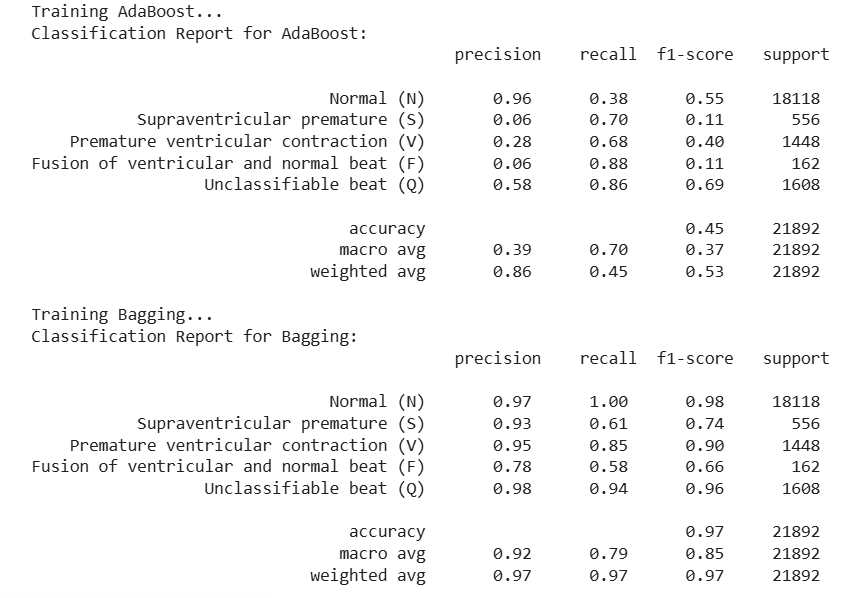 Training AdaBoost...
Classification Report for AdaBoost:
precision recall f1-score support
Normal (N) 0.96 0.38 0.55 18118
Supraventricular premature (S) 0.06 0.70 0.11 556
Premature ventricular contraction (V) 0.28 0.68 0.40 1448
Fusion of ventricular and normal beat (F) 0.06 0.88 0.11 162
Unclassifiable beat (Q) 0.58 0.86 0.69 1608
accuracy 0.45 21892
macro avg 0.39 0.70 0.37 21892
weighted avg 0.86 0.45 0.53 21892
Training Bagging...
Classification Report for Bagging:
precision recall f1-score support
Normal (N) 0.97 1.00 0.98 18118
Supraventricular premature (S) 0.93 0.61 0.74 556
Premature ventricular contraction (V) 0.95 0.85 0.90 1448
Fusion of ventricular and normal beat (F) 0.78 0.58 0.66 162
Unclassifiable beat (Q) 0.98 0.94 0.96 1608
accuracy 0.97 21892
macro avg 0.92 0.79 0.85 21892
weighted avg 0.97 0.97 0.97 21892